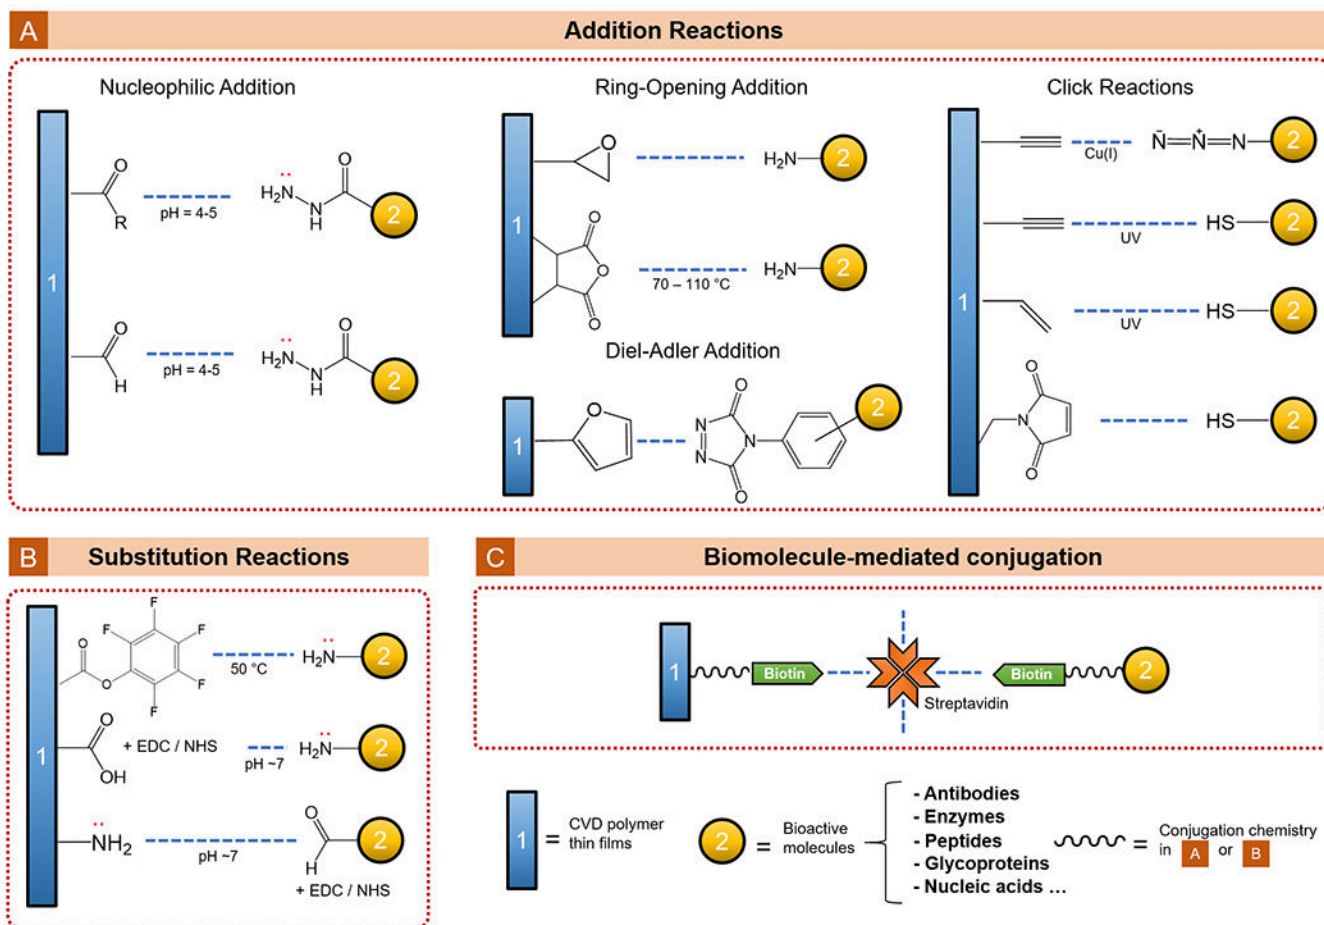 A
Addition Reactions
Nucleophilic Addition
1
O
R
pH = 4-5
H₂N
N
H
O
2
O
H
pH = 4-5
H₂N
N
H
O
2
Ring-Opening Addition
1
O
H₂N
2
O
O
O
70 – 110 °C
H₂N
2
Diel-Adler Addition
1
O
N
N
O
N
O
2
Click Reactions
1
Cu(I)
N̄=N⁺=N
2
UV
HS
2
UV
HS
2
O
N
O
HS
2
B
Substitution Reactions
1
O
O
F
F
F
F
F
50 °C
H₂N
2
O
OH
+ EDC / NHS
pH ~7
H₂N
2
NH₂
pH ~7
O
H
2
+ EDC / NHS
C
Biomolecule-mediated conjugation
1
Biotin
Streptavidin
Biotin
2
1
=
CVD polymer
thin films
2
=
Bioactive
molecules
- Antibodies
- Enzymes
- Peptides
- Glycoproteins
- Nucleic acids ...
=
Conjugation chemistry
in A or B